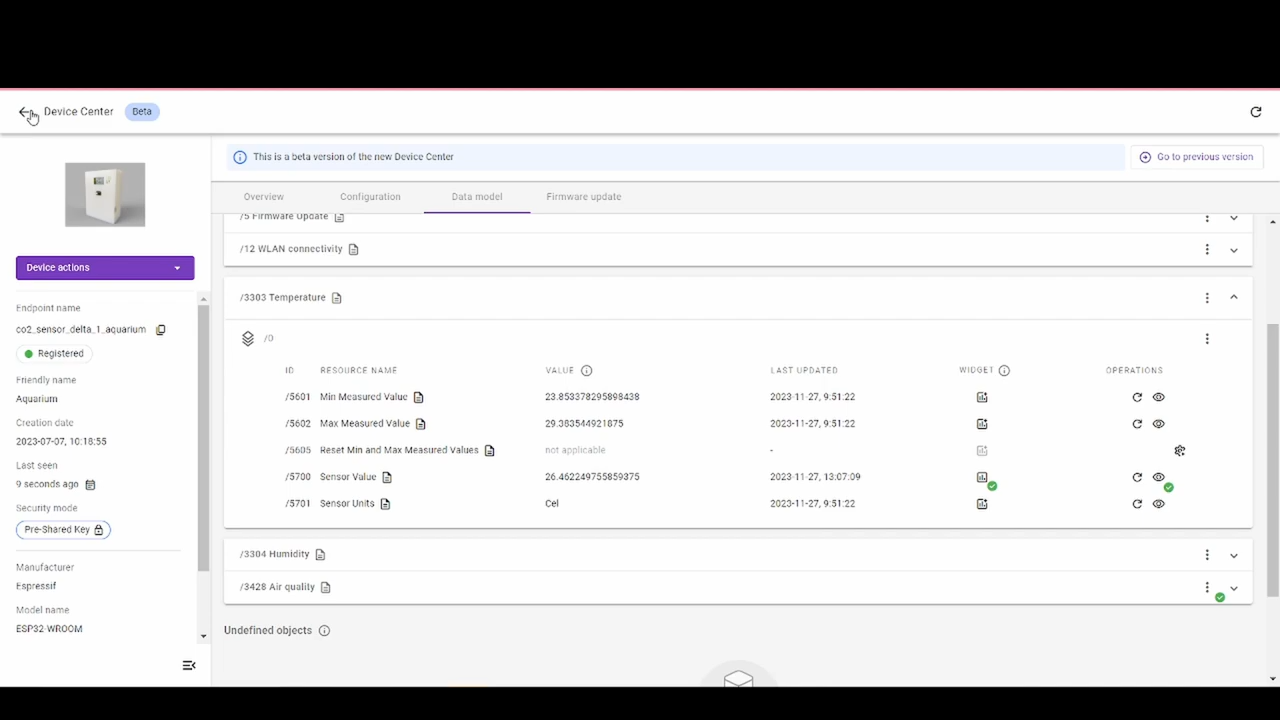 Device Center Beta
This is a beta version of the new Device Center
Go to previous version
Overview Configuration Data model Firmware update
Device actions
Endpoint name
co2_sensor_delta_1_aquarium
Registered
Friendly name
Aquarium
Creation date
2023-07-07, 10:18:55
Last seen
9 seconds ago
Security mode
Pre-Shared Key
Manufacturer
Espressif
Model name
ESP32-WROOM
/5 Firmware Update
/12 WLAN connectivity
/3303 Temperature
/0
ID RESOURCE NAME VALUE LAST UPDATED WIDGET OPERATIONS
/5601 Min Measured Value 23.853378295898438 2023-11-27, 9:51:22
/5602 Max Measured Value 29.383544921875 2023-11-27, 9:51:22
/5605 Reset Min and Max Measured Values not applicable -
/5700 Sensor Value 26.462249755859375 2023-11-27, 13:07:09
/5701 Sensor Units Cel 2023-11-27, 9:51:22
/3304 Humidity
/3428 Air quality
Undefined objects